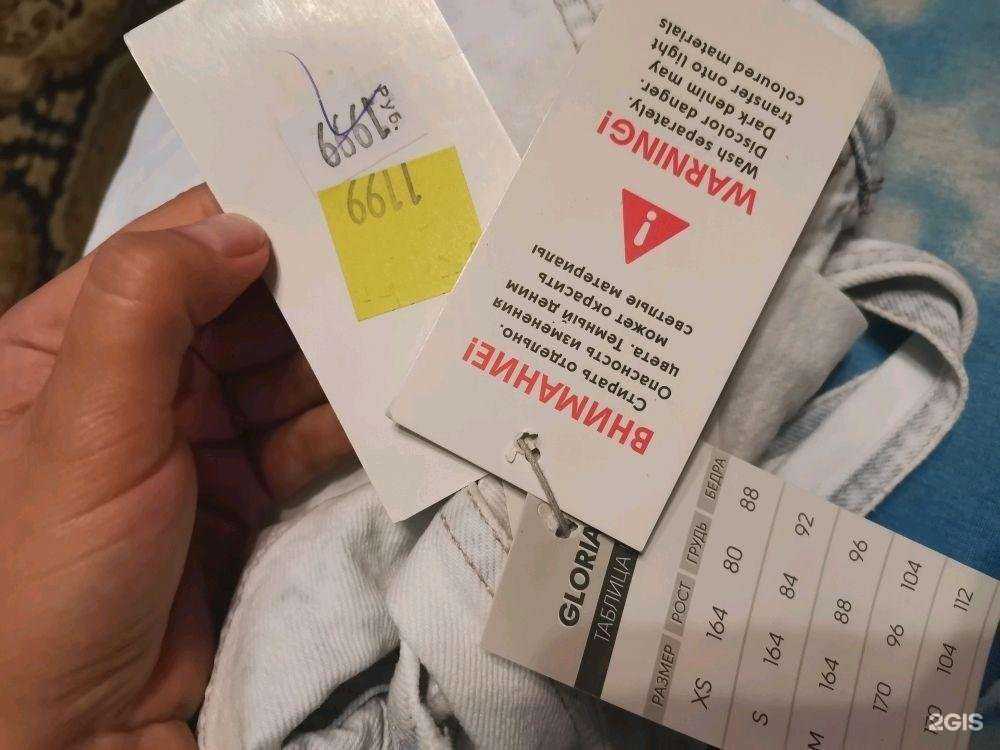 1999
РУБ.
1199
ВНИМАНИЕ!
Стирать отдельно.
Опасность изменения
цвета. Темный деним
может окрасить
светлые материалы
WARNING!
Wash separately.
Discolor danger.
Dark denim may
transfer onto light
coloured materials
GLORIA
ТАБЛИЦА
РАЗМЕР РОСТ ГРУДЬ БЕДРА
XS 164 80 88
S 164 84 92
M 164 88 96
170 96 104
104 112
2GIS